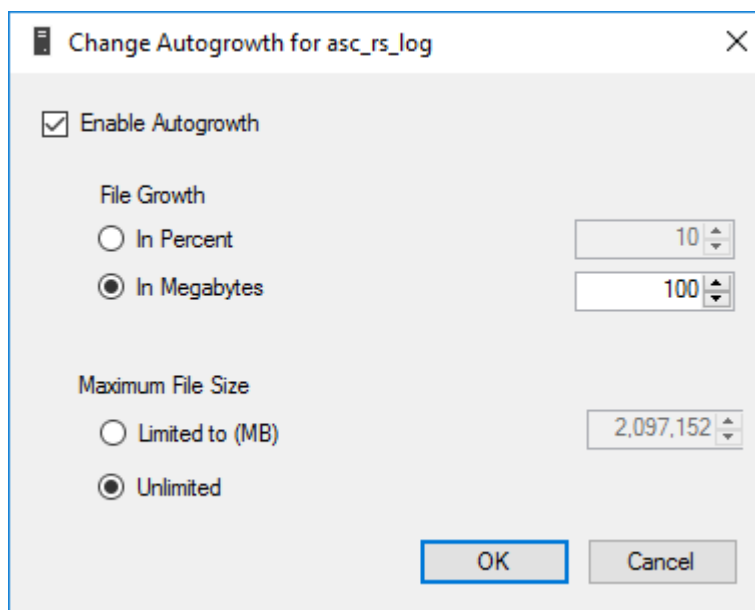 Change Autogrowth for asc_rs_log
Enable Autogrowth
File Growth
In Percent 10
In Megabytes 100
Maximum File Size
Limited to (MB) 2,097,152
Unlimited
OK Cancel